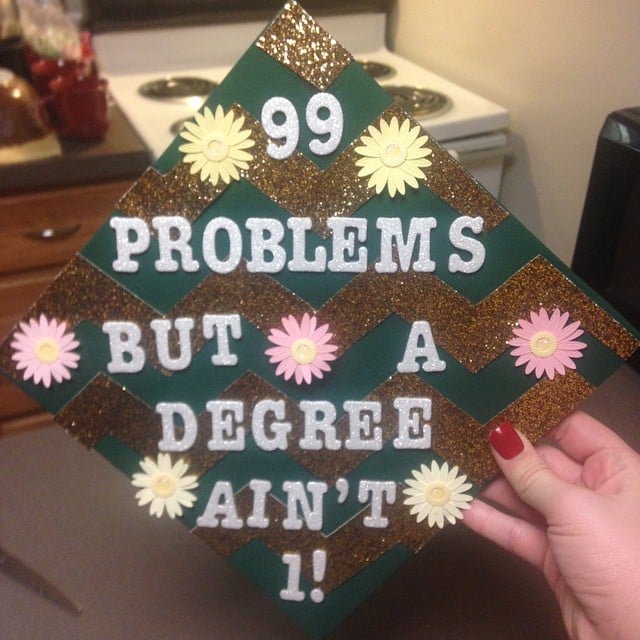 99
PROBLEMS
BUT A
DEGREE
AIN'T
1!